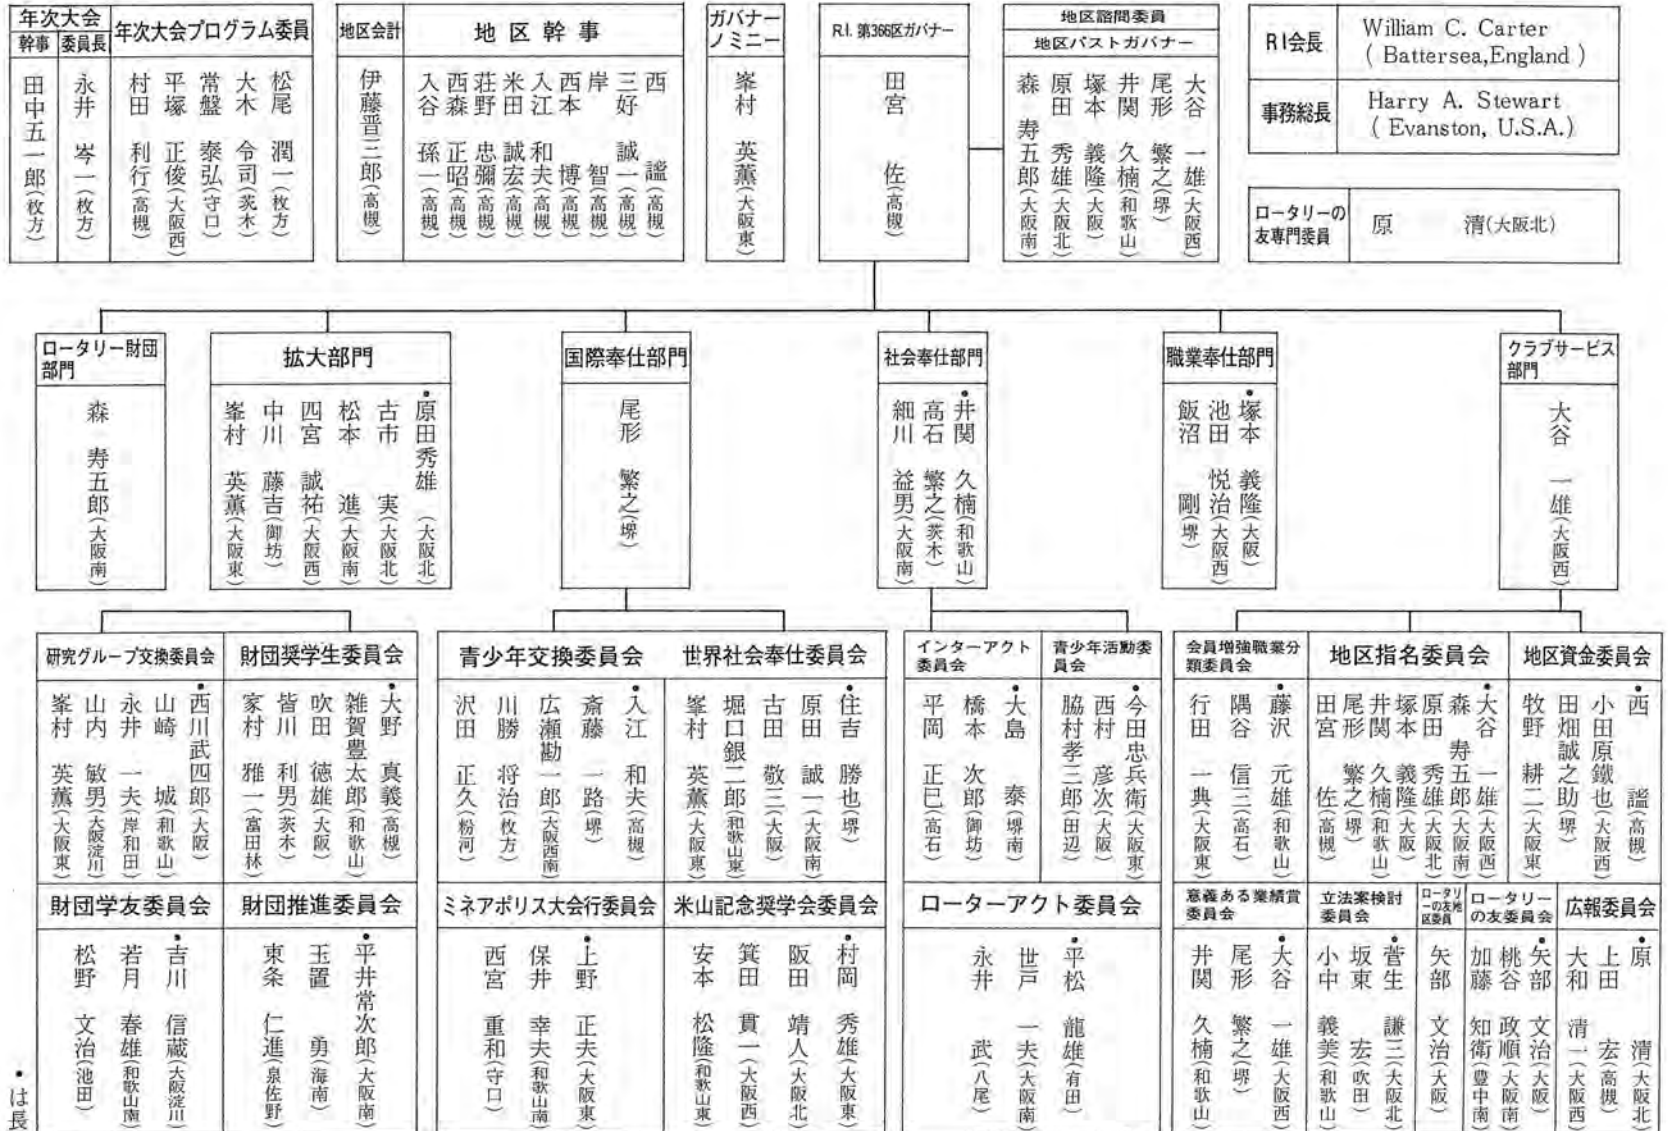 年次大会
幹事
田中五一郎(枚方)
委員長
永井 岑一(枚方)
年次大会プログラム委員
松尾 潤一(枚方)
大木 令司(茨木)
常盤 泰弘(守口)
平塚 正俊(大阪西)
村田 利行(高槻)
地区会計
伊藤晋三郎(高槻)
地区幹事
西 謐(高槻)
三好 誠一(高槻)
岸 智(高槻)
西本 博(高槻)
入江 和夫(高槻)
米田 誠宏(高槻)
荘野 忠彌(高槻)
西森 正昭(高槻)
入谷 孫一(高槻)
ガバナーノミニー
峯村 英薫(大阪東)
R.I. 第366区ガバナー
田宮 佐(高槻)
地区諮問委員
地区パストガバナー
大谷 一雄(大阪西)
尾形 繁之(堺)
井関 久楠(和歌山)
塚本 義隆(大阪)
原田 秀雄(大阪北)
森 寿五郎(大阪南)
RI会長
William C. Carter
( Battersea,England )
事務総長
Harry A. Stewart
( Evanston, U.S.A.)
ロータリーの友専門委員
原 清(大阪北)
ロータリー財団部門
森 寿五郎(大阪南)
拡大部門
•原田秀雄(大阪北)
古市 実(大阪北)
松本 進(大阪南)
四宮 誠祐(大阪西)
中川 藤吉(御坊)
峯村 英薫(大阪東)
国際奉仕部門
尾形 繁之(堺)
社会奉仕部門
•井関 久楠(和歌山)
高石 繁之(茨木)
細川 益男(大阪南)
職業奉仕部門
•塚本 義隆(大阪)
池田 悦治(大阪西)
飯沼 剛(堺)
クラブサービス部門
大谷 一雄(大阪西)
研究グループ交換委員会
•西川武四郎(大阪)
山崎 城(和歌山)
永井 一夫(岸和田)
山内 敏男(大阪淀川)
峯村 英薫(大阪東)
財団奨学生委員会
•大野 真義(高槻)
雑賀豊太郎(和歌山)
吹田 徳雄(大阪)
皆川 利男(茨木)
家村 雅一(富田林)
青少年交換委員会
•入江 和夫(高槻)
斎藤 一路(堺)
広瀬勘一郎(大阪西南)
川勝 将治(枚方)
沢田 正久(粉河)
世界社会奉仕委員会
•住吉 勝也(堺)
原田 誠一(大阪南)
古田 敬三(大阪)
堀口銀二郎(和歌山東)
峯村 英薫(大阪東)
インターアクト委員会
•大島 泰(堺南)
橋本 次郎(御坊)
平岡 正巳(高石)
青少年活動委員会
•今田忠兵衛(大阪東)
西村 彦次(大阪)
脇村孝三郎(田辺)
会員増強職業分類委員会
•藤沢 元雄(和歌山)
隅谷 信三(高石)
行田 一典(大阪東)
地区指名委員会
•大谷 一雄(大阪西)
森 寿五郎(大阪南)
原田 秀雄(大阪北)
塚本 義隆(大阪)
井関 久楠(和歌山)
尾形 繁之(堺)
田宮 佐(高槻)
地区資金委員会
•西 謐(高槻)
小田原鐵也(大阪西)
田畑誠之助(堺)
牧野 耕二(大阪東)
財団学友委員会
•吉川 信蔵(大阪淀川)
若月 春雄(和歌山南)
松野 文治(池田)
財団推進委員会
•平井常次郎(大阪南)
玉置 勇(海南)
東条 仁進(泉佐野)
ミネアポリス大会行委員会
•上野 正夫(大阪東)
保井 幸夫(和歌山南)
西宮 重和(守口)
米山記念奨学会委員会
•村岡 秀雄(大阪東)
阪田 靖人(大阪北)
箕田 貫一(大阪西)
安本 松隆(和歌山東)
ローターアクト委員会
•平松 龍雄(有田)
世戸 一夫(大阪南)
永井 武(八尾)
意義ある業績賞委員会
•大谷 一雄(大阪西)
尾形 繁之(堺)
井関 久楠(和歌山)
立法案検討委員会
•菅生 謙三(大阪北)
坂東 宏(吹田)
小中 義美(和歌山)
ロータリーの友地区委員
矢部 文治(大阪)
ロータリーの友委員会
•矢部 文治(大阪)
桃谷 政順(大阪南)
加藤 知衛(豊中南)
広報委員会
•原 清(大阪北)
上田 宏(高槻)
大和 清一(大阪西)
•は長